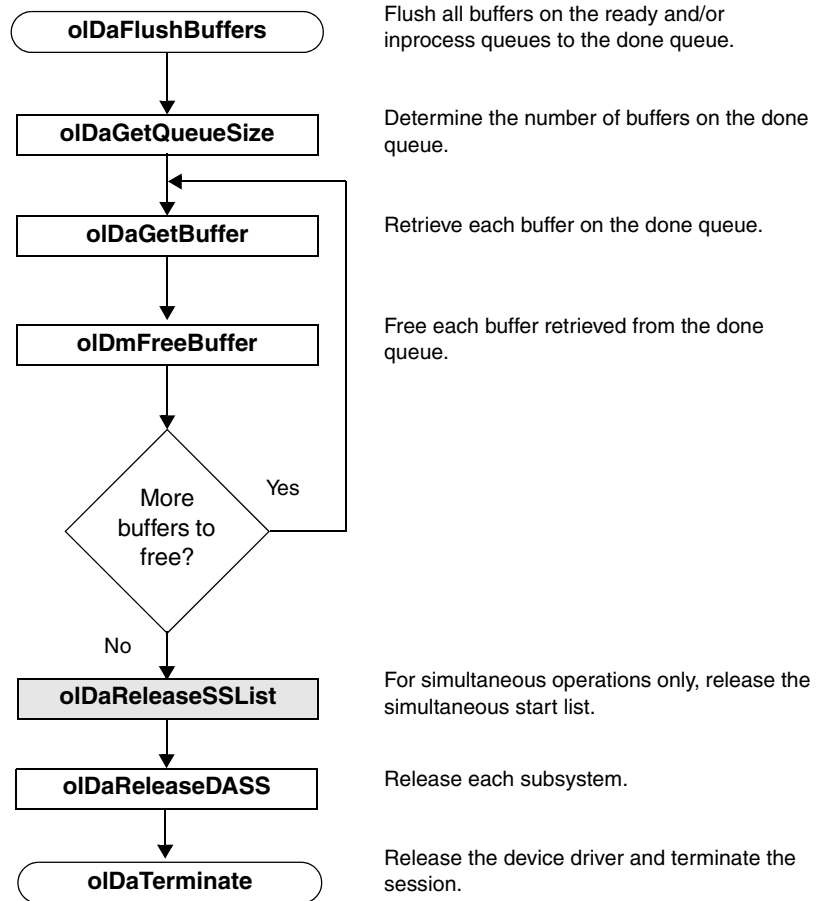 olDaFlushBuffers
Flush all buffers on the ready and/or
inprocess queues to the done queue.
olDaGetQueueSize
Determine the number of buffers on the done
queue.
olDaGetBuffer
Retrieve each buffer on the done queue.
olDmFreeBuffer
Free each buffer retrieved from the done
queue.
More
buffers to
free?
Yes
No
olDaReleaseSSList
For simultaneous operations only, release the
simultaneous start list.
olDaReleaseDASS
Release each subsystem.
olDaTerminate
Release the device driver and terminate the
session.